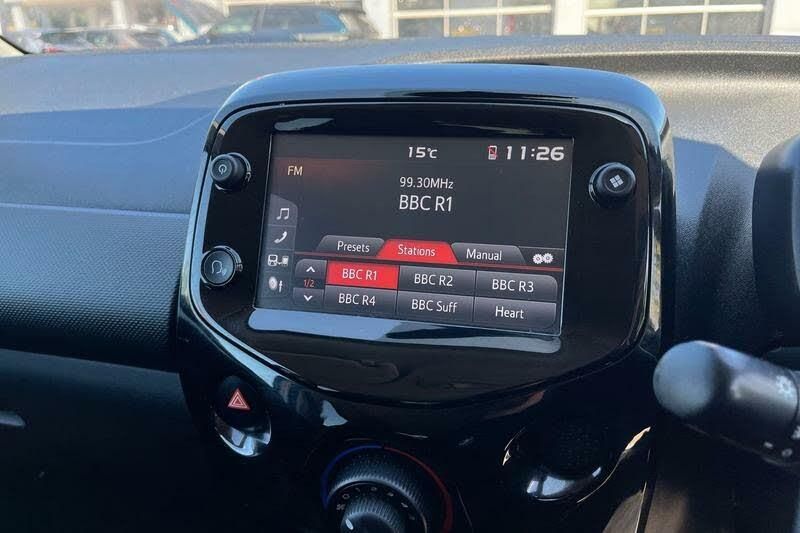 15°C 11:26
FM
99.30MHz
BBC R1
Presets Stations Manual
1/2
BBC R1 BBC R2 BBC R3
BBC R4 BBC Suff Heart